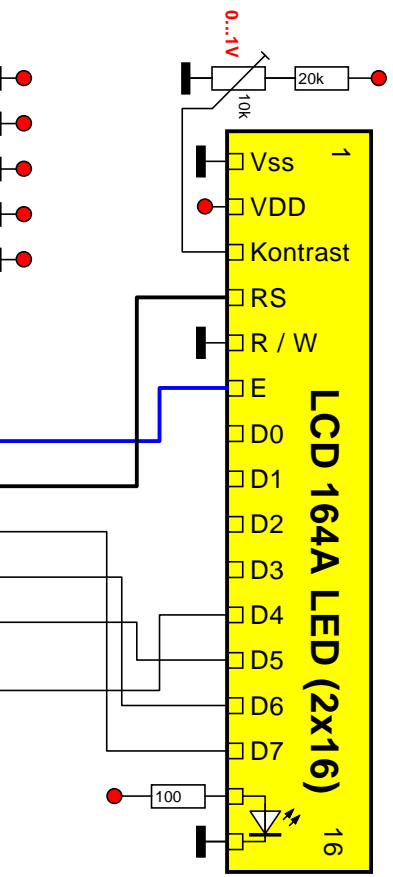 0...1V
10k
20k
1
Vss
VDD
Kontrast
RS
R / W
E
D0
D1
D2
D3
D4
D5
D6
D7
LCD 164A LED (2x16)
100
16